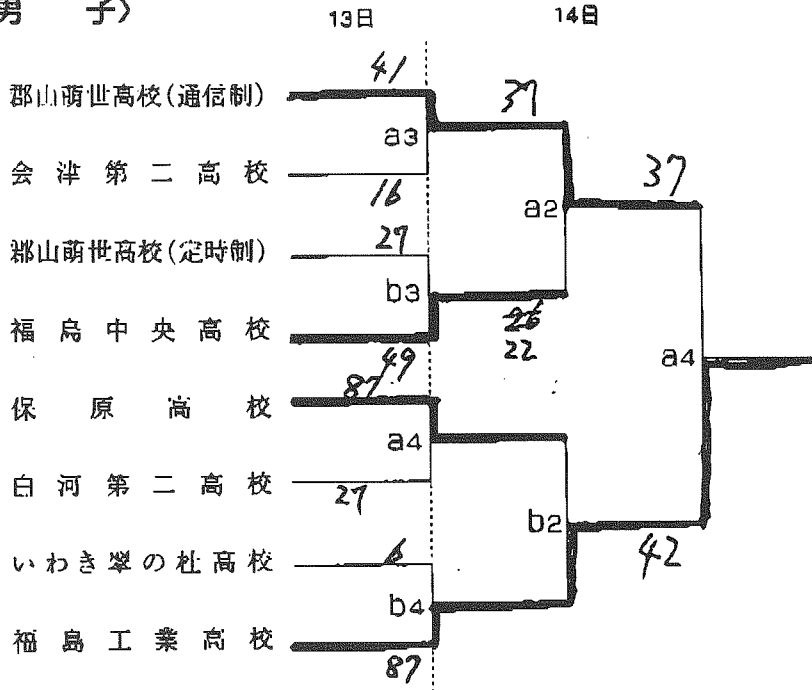 男 子〉
13日 14日
41
郡山萌世高校(通信制)
37
a3
会津第二高校
16
37
a2
27
郡山萌世高校(定時制)
b3
26
22
福島中央高校
49
a4
87
保原高校
a4
白河第二高校
27
b2
いわき翠の杜高校
6
42
b4
福島工業高校
87